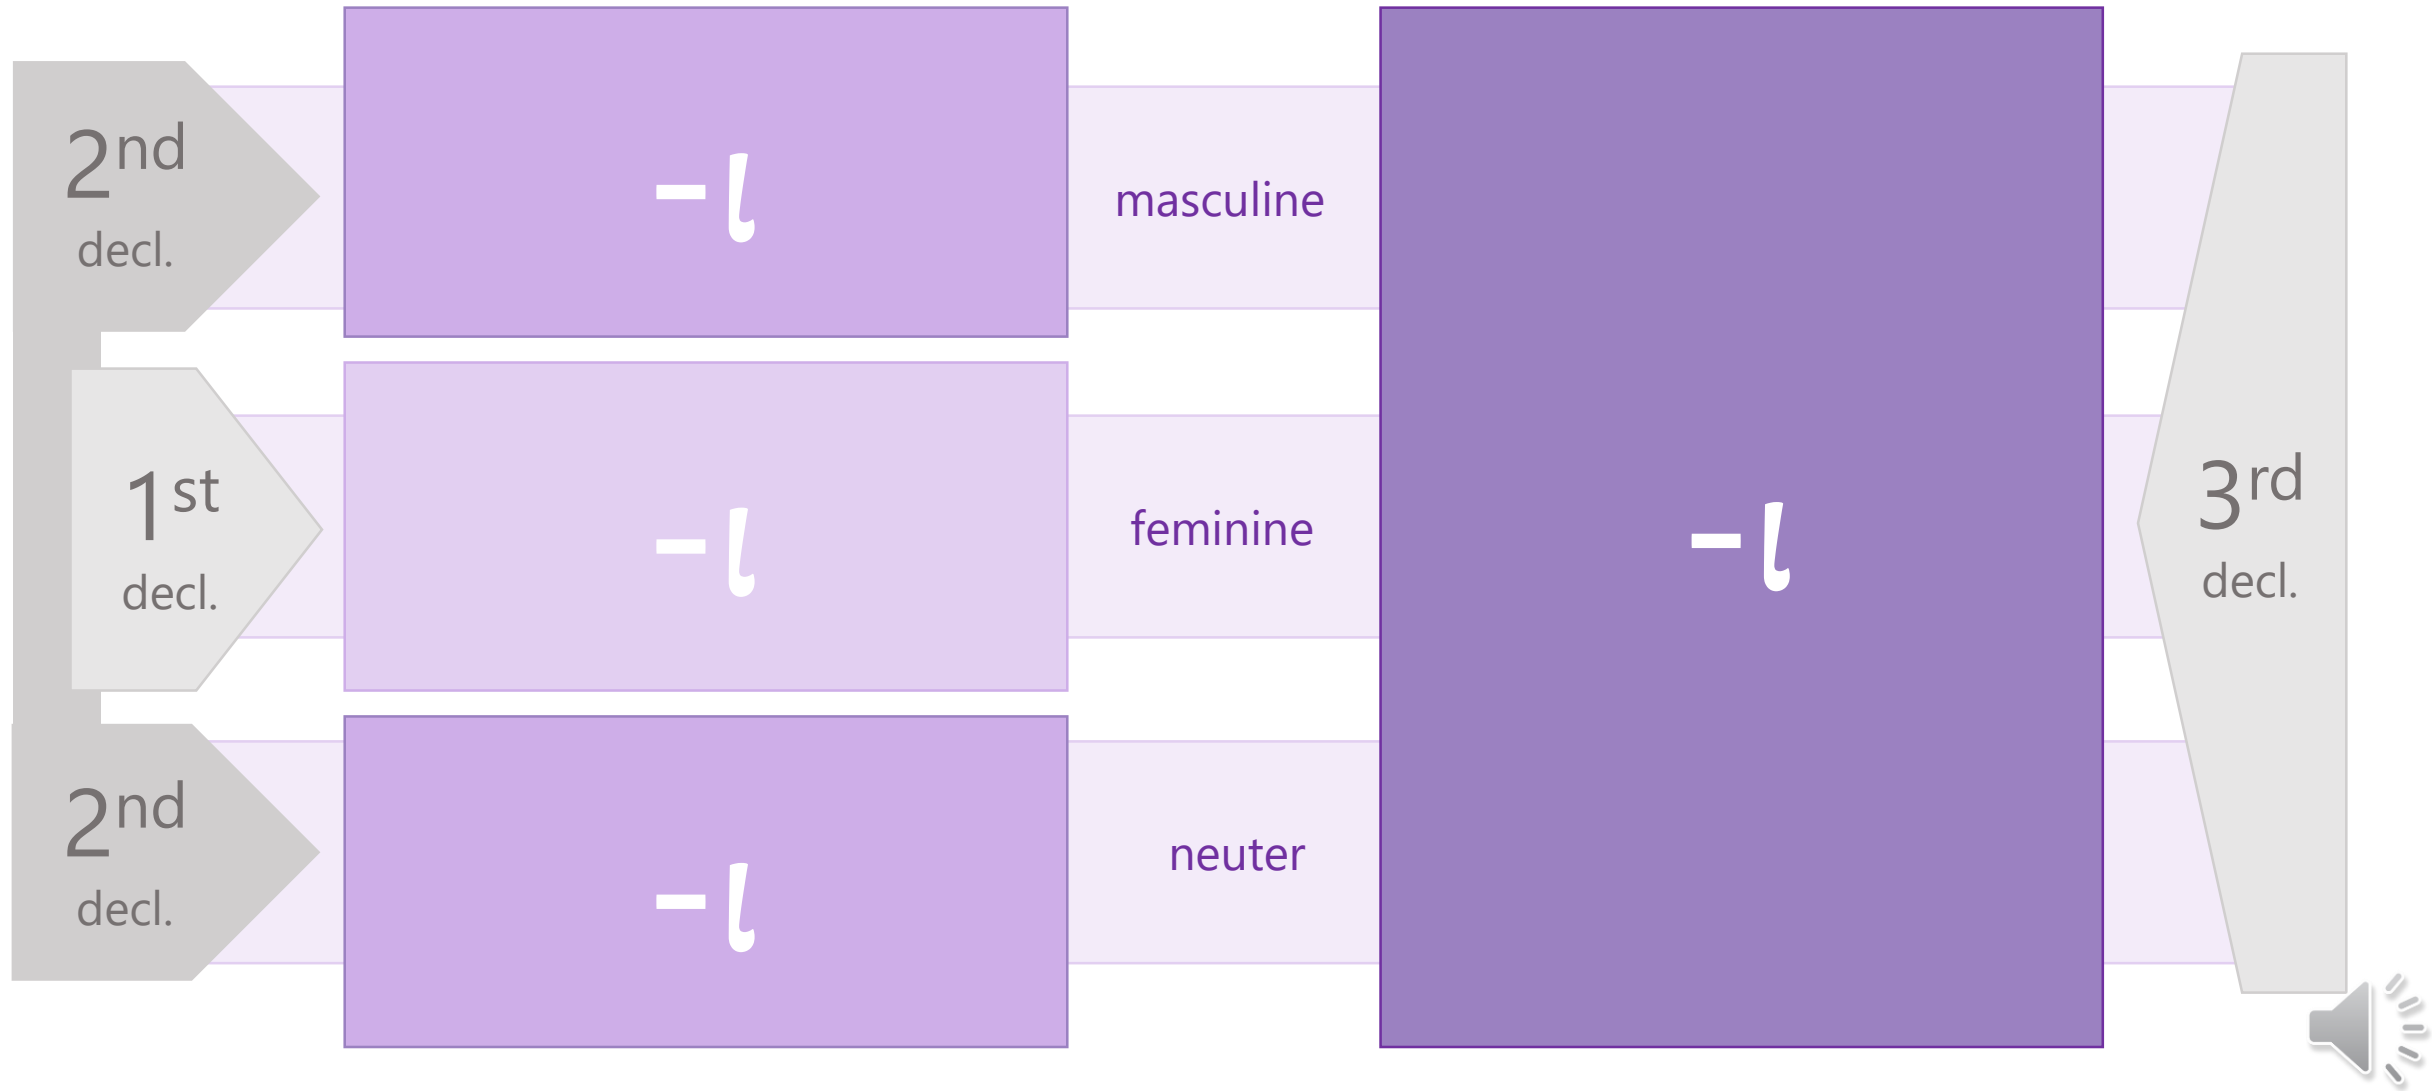 2nd
decl.
-ι
masculine
1st
decl.
-ι
feminine
-ι
3rd
decl.
2nd
decl.
-ι
neuter